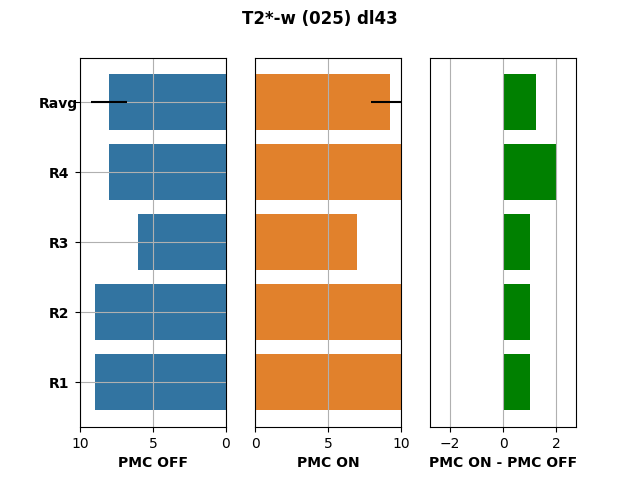 T2*-w (025) dl43
Ravg
R4
R3
R2
R1
10 5 0
0 5 10
−2 0 2
PMC OFF
PMC ON
PMC ON - PMC OFF